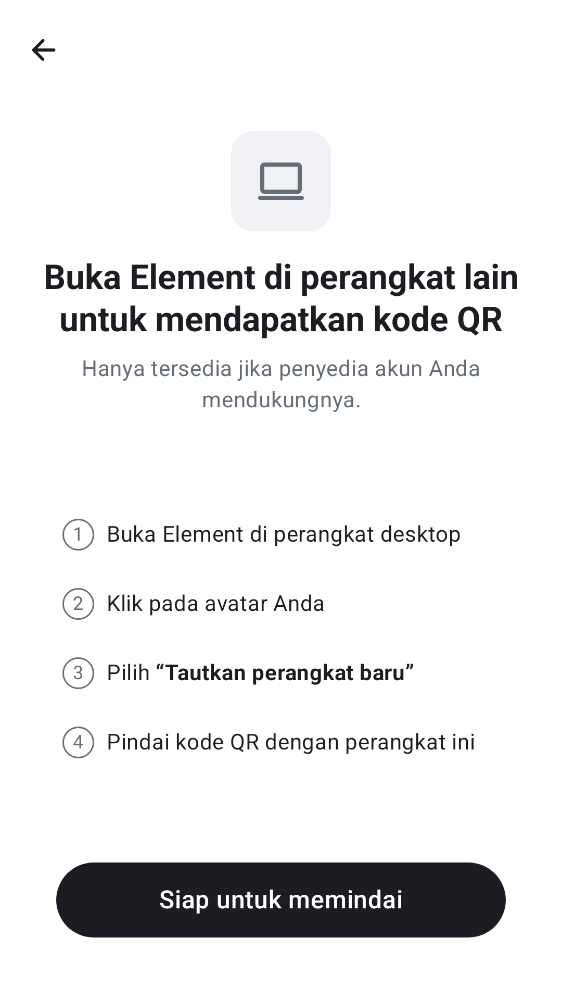 Buka Element di perangkat lain
untuk mendapatkan kode QR
Hanya tersedia jika penyedia akun Anda
mendukungnya.
1 Buka Element di perangkat desktop
2 Klik pada avatar Anda
3 Pilih “Tautkan perangkat baru”
4 Pindai kode QR dengan perangkat ini
Siap untuk memindai